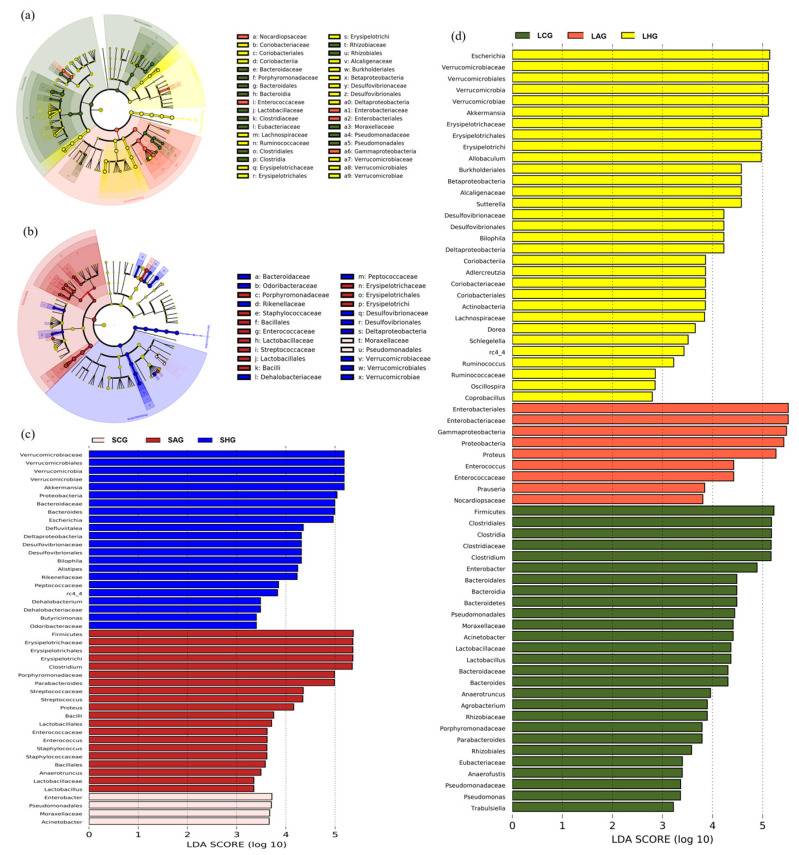 (a)
a: Nocardiopsaceae
b: Coriobacteriaceae
c: Coriobacteriales
d: Coriobacteriia
e: Bacteroidaceae
f: Porphyromonadaceae
g: Bacteroidales
h: Bacteroidia
i: Enterococcaceae
j: Lactobacillaceae
k: Clostridiaceae
l: Eubacteriaceae
m: Lachnospiraceae
n: Ruminococcaceae
o: Clostridiales
p: Clostridia
q: Erysipelotrichaceae
r: Erysipelotrichales
s: Erysipelotrichi
t: Rhizobiaceae
u: Rhizobiales
v: Alcaligenaceae
w: Burkholderiales
x: Betaproteobacteria
y: Desulfovibrionaceae
z: Desulfovibrionales
a0: Deltaproteobacteria
a1: Enterobacteriaceae
a2: Enterobacteriales
a3: Moraxellaceae
a4: Pseudomonadaceae
a5: Pseudomonadales
a6: Gammaproteobacteria
a7: Verrucomicrobiaceae
a8: Verrucomicrobiales
a9: Verrucomicrobiae
(b)
a: Bacteroidaceae
b: Odoribacteraceae
c: Porphyromonadaceae
d: Rikenellaceae
e: Staphylococcaceae
f: Bacillales
g: Enterococcaceae
h: Lactobacillaceae
i: Streptococcaceae
j: Lactobacillales
k: Bacilli
l: Dehalobacteriaceae
m: Peptococcaceae
n: Erysipelotrichaceae
o: Erysipelotrichales
p: Erysipelotrichi
q: Desulfovibrionaceae
r: Desulfovibrionales
s: Deltaproteobacteria
t: Moraxellaceae
u: Pseudomonadales
v: Verrucomicrobiaceae
w: Verrucomicrobiales
x: Verrucomicrobiae
(c)
SCG SAG SHG
Verrucomicrobiaceae
Verrucomicrobiales
Verrucomicrobia
Verrucomicrobiae
Akkermansia
Proteobacteria
Bacteroidaceae
Bacteroides
Escherichia
Defluviitalea
Deltaproteobacteria
Desulfovibrionaceae
Desulfovibrionales
Bilophila
Alistipes
Rikenellaceae
Peptococcaceae
rc4_4
Dehalobacterium
Dehalobacteriaceae
Butyricimonas
Odoribacteraceae
Firmicutes
Erysipelotrichaceae
Erysipelotrichales
Erysipelotrichi
Clostridium
Porphyromonadaceae
Parabacteroides
Streptococcaceae
Streptococcus
Proteus
Bacilli
Lactobacillales
Enterococcaceae
Enterococcus
Staphylococcus
Staphylococcaceae
Bacillales
Anaerotruncus
Lactobacillaceae
Lactobacillus
Enterobacter
Pseudomonadales
Moraxellaceae
Acinetobacter
0 1 2 3 4 5
LDA SCORE (log 10)
(d)
LCG LAG LHG
Escherichia
Verrucomicrobiaceae
Verrucomicrobiales
Verrucomicrobia
Verrucomicrobiae
Akkermansia
Erysipelotrichaceae
Erysipelotrichales
Erysipelotrichi
Allobaculum
Burkholderiales
Betaproteobacteria
Alcaligenaceae
Sutterella
Desulfovibrionaceae
Desulfovibrionales
Bilophila
Deltaproteobacteria
Coriobacteriia
Adlercreutzia
Coriobacteriaceae
Coriobacteriales
Actinobacteria
Lachnospiraceae
Dorea
Schlegelella
rc4_4
Ruminococcus
Ruminococcaceae
Oscillospira
Coprobacillus
Enterobacteriales
Enterobacteriaceae
Gammaproteobacteria
Proteobacteria
Proteus
Enterococcus
Enterococcaceae
Prauseria
Nocardiopsaceae
Firmicutes
Clostridiales
Clostridia
Clostridiaceae
Clostridium
Enterobacter
Bacteroidales
Bacteroidia
Bacteroidetes
Pseudomonadales
Moraxellaceae
Acinetobacter
Lactobacillaceae
Lactobacillus
Bacteroidaceae
Bacteroides
Anaerotruncus
Agrobacterium
Rhizobiaceae
Porphyromonadaceae
Parabacteroides
Rhizobiales
Eubacteriaceae
Anaerofustis
Pseudomonadaceae
Pseudomonas
Trabulsiella
0 1 2 3 4 5
LDA SCORE (log 10)